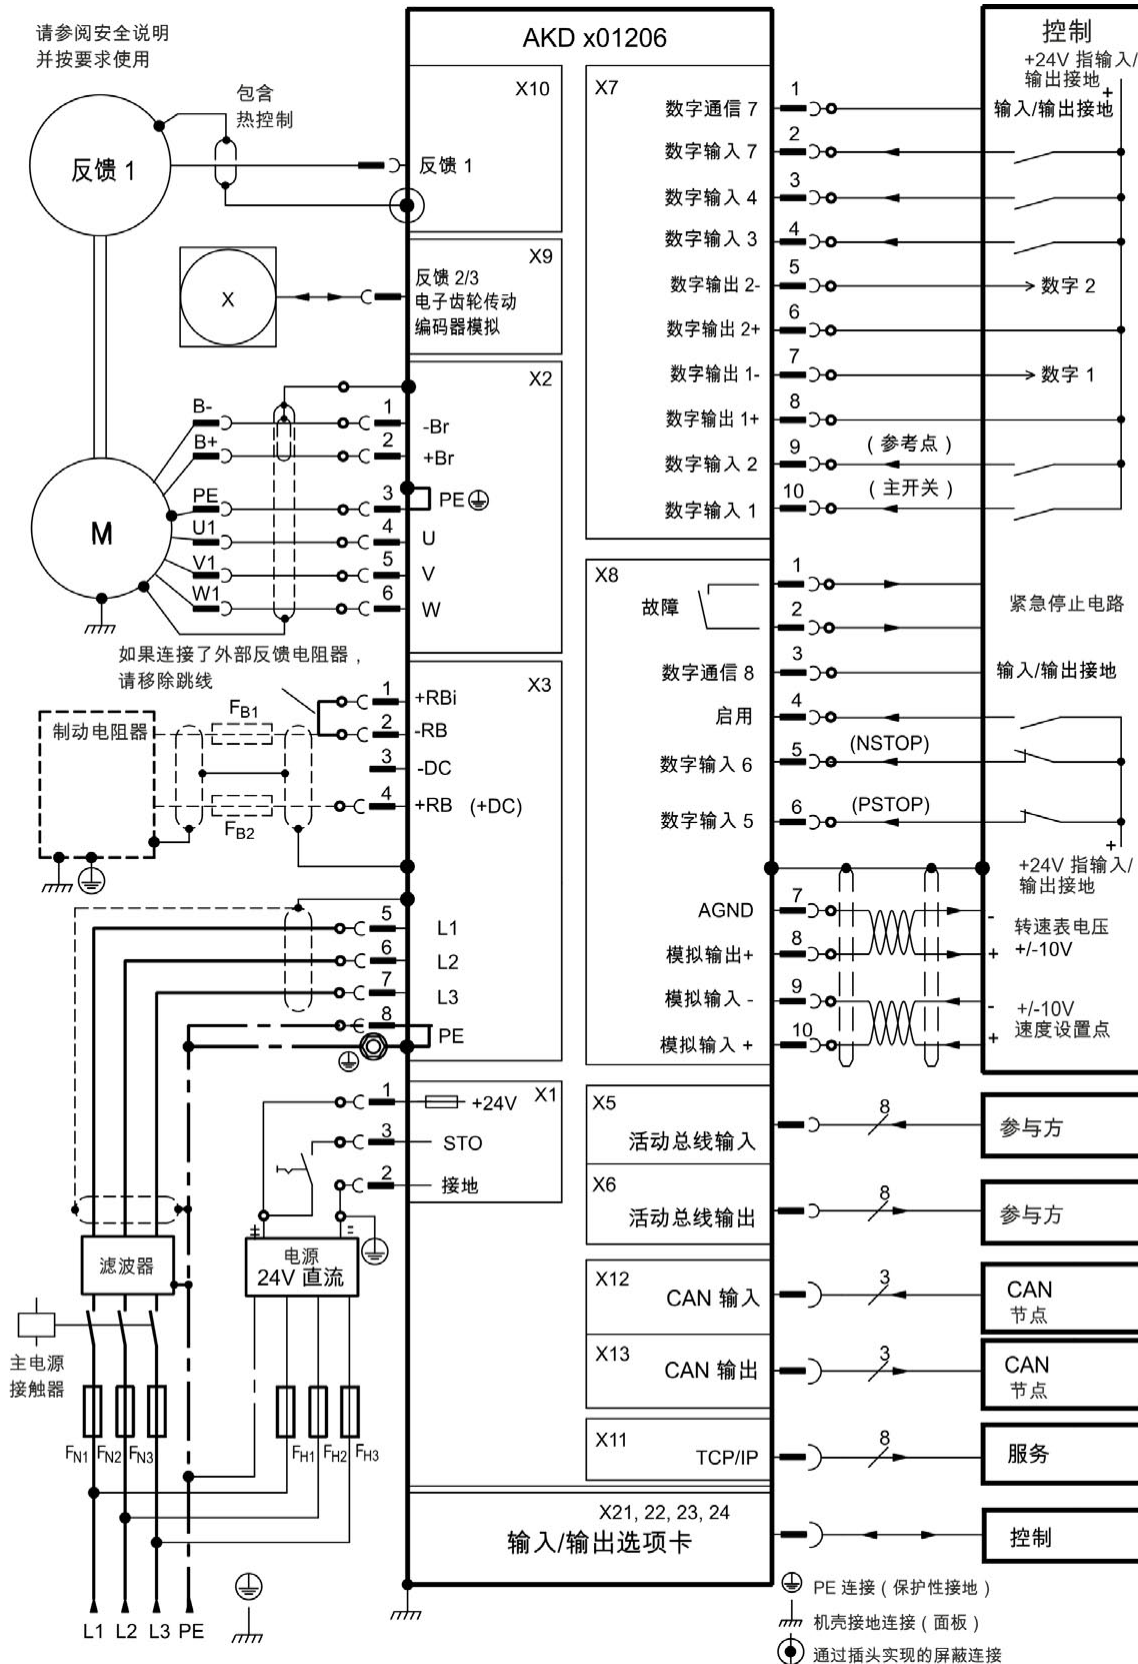 请参阅安全说明
并按要求使用
AKD x01206
控制
+24V 指输入/
输出接地
+
包含
热控制
反馈 1
X10
反馈 1
X
X9
反馈 2/3
电子齿轮传动
编码器模拟
X2
B-
1
-Br
B+
2
+Br
PE
3
PE
U1
4
U
V1
5
V
W1
6
W
M
如果连接了外部反馈电阻器，
请移除跳线
X3
制动电阻器
FB1
FB2
1
+RBi
2
-RB
3
-DC
4
+RB (+DC)
5
L1
6
L2
7
L3
8
PE
X1
1
+24V
3
STO
2
接地
滤波器
+
+
-
-
电源
24V 直流
主电源
接触器
FN1 FN2 FN3
FH1 FH2 FH3
L1 L2 L3 PE
X7
数字通信 7
1
输入/输出接地
数字输入 7
2
数字输入 4
3
数字输入 3
4
数字输出 2-
5
数字 2
数字输出 2+
6
数字输出 1-
7
数字 1
数字输出 1+
8
数字输入 2
9
（参考点）
数字输入 1
10
（主开关）
X8
故障
1
2
紧急停止电路
数字通信 8
3
输入/输出接地
启用
4
数字输入 6
5
(NSTOP)
数字输入 5
6
(PSTOP)
+
+24V 指输入/
输出接地
AGND
7
-
转速表电压
模拟输出+
8
+
+/-10V
模拟输入 -
9
-
+/-10V
速度设置点
模拟输入 +
10
+
X5
活动总线输入
8
参与方
X6
活动总线输出
8
参与方
X12
CAN 输入
3
CAN
节点
X13
CAN 输出
3
CAN
节点
X11
TCP/IP
8
服务
X21, 22, 23, 24
输入/输出选项卡
控制
PE 连接（保护性接地）
机壳接地连接（面板）
通过插头实现的屏蔽连接